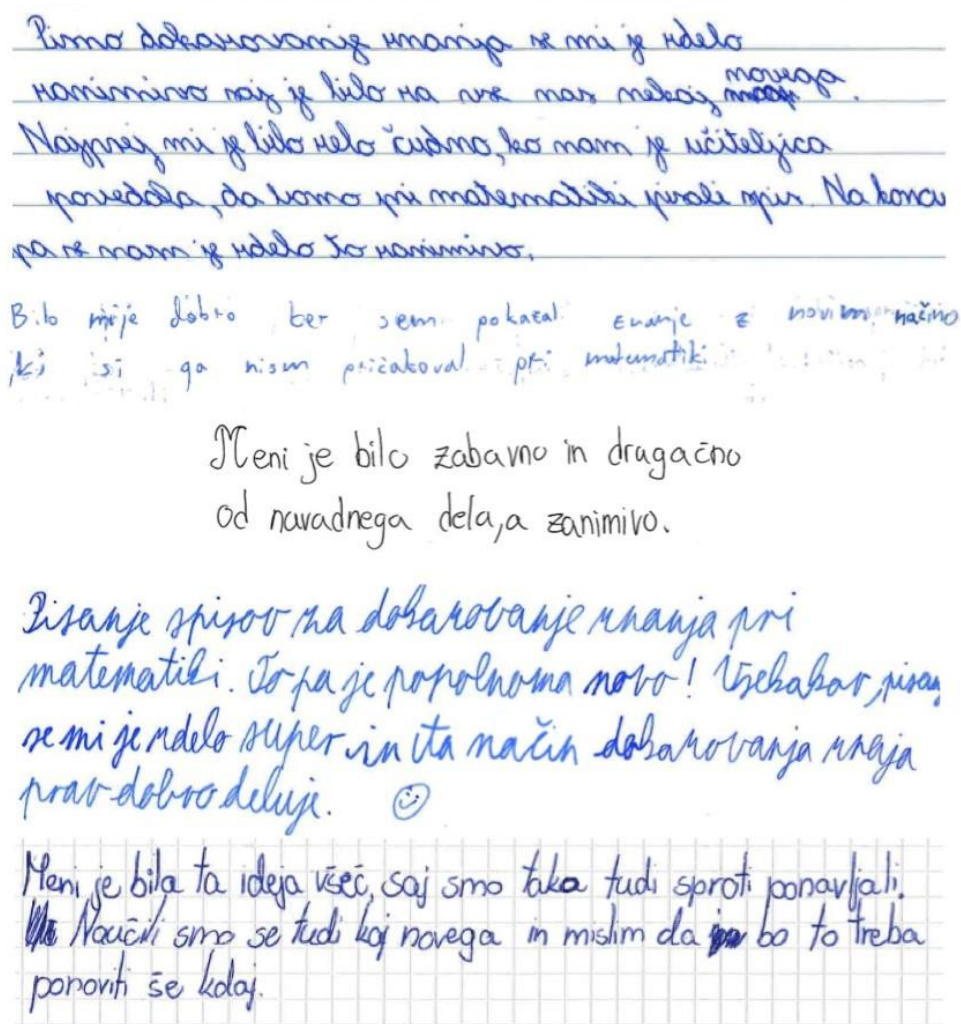 Pisno dokazovanje znanja se mi je zdelo
zanimivo saj je bilo za vse nas nekaj novega.
Najprej mi je bilo zelo čudno, ko nam je učiteljica
povedala, da bomo pri matematiki pisali spis. Na koncu
pa se nam je zdelo to zanimivo.
Bilo mi je dobro ker sem pokazal znanje z novim načino
,ki si ga nism pričakoval pri matematiki
Meni je bilo zabavno in dragačno
od navadnega dela, a zanimivo.
Pisanje spisov za dokazovanje znanja pri
matematiki. To pa je popolnoma novo! Vsekakor,
se mi je zdelo super in ta način dokazovanja znaja
prav dobro deluje.
Meni je bila ta ideja všeč, saj smo tako tudi sproti ponavljali.
Naučili smo se tudi kaj novega in mislim da bo to treba
ponoviti še kdaj.